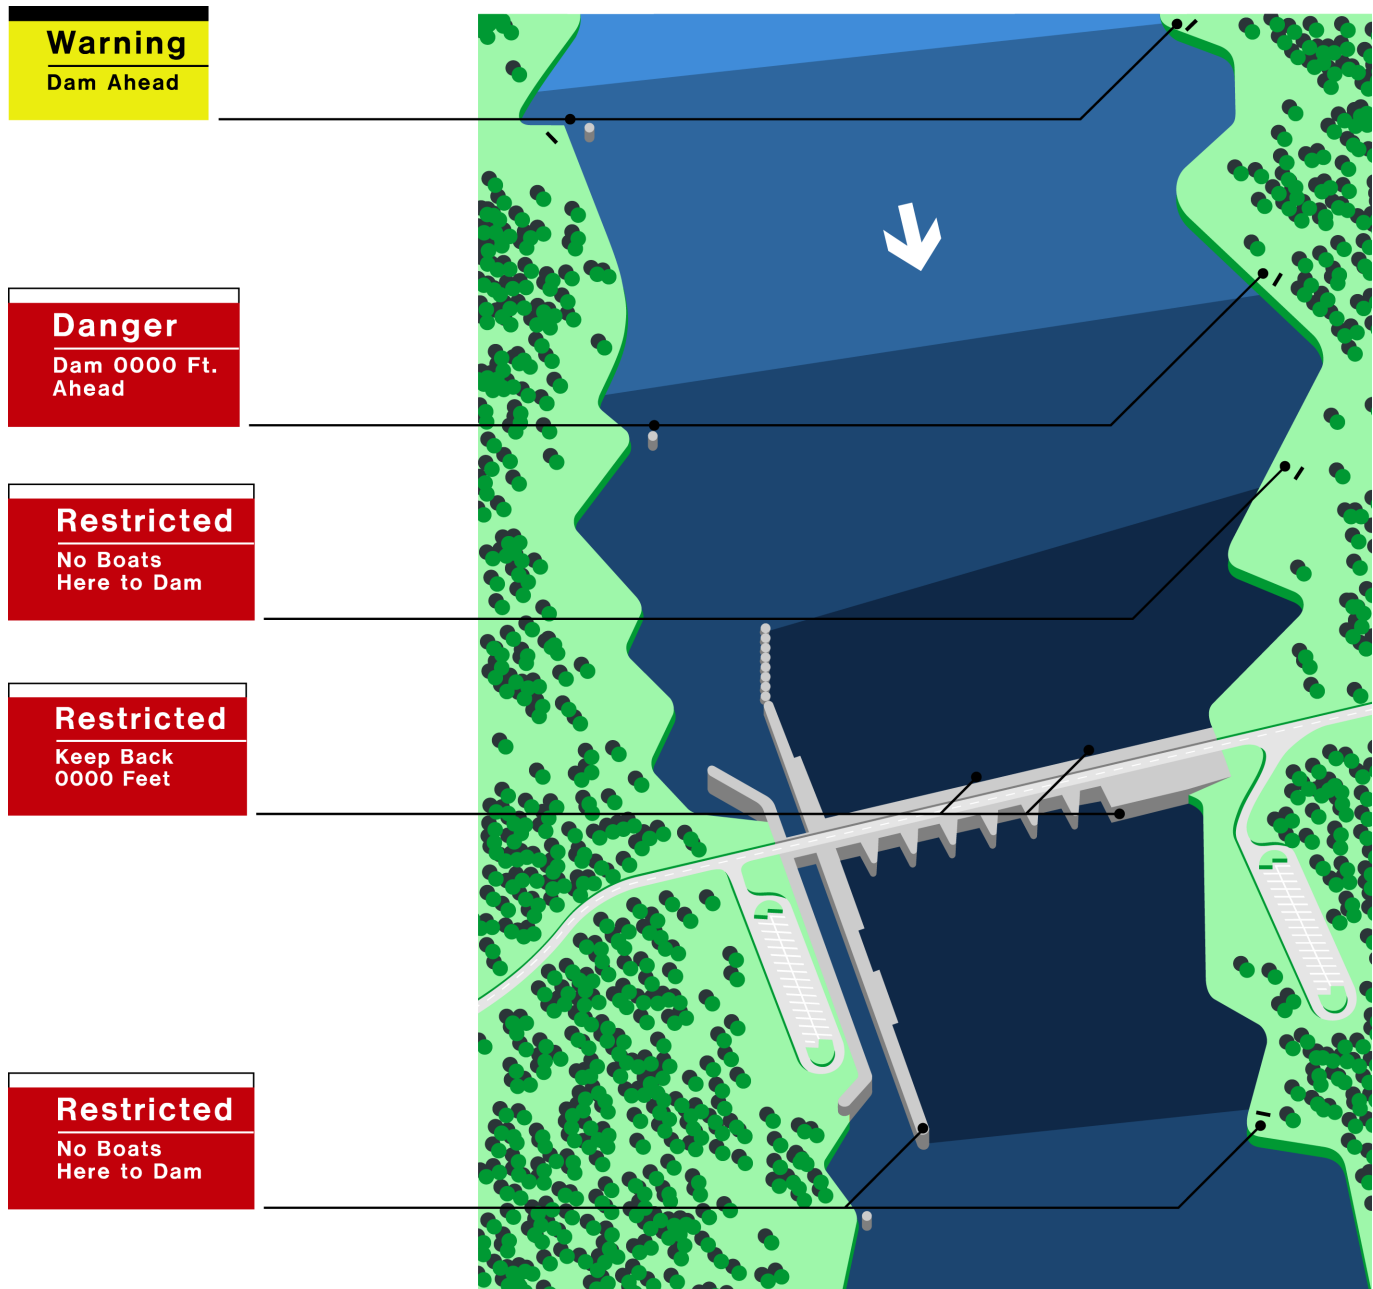 Warning
Dam Ahead
Danger
Dam 0000 Ft.
Ahead
Restricted
No Boats
Here to Dam
Restricted
Keep Back
0000 Feet
Restricted
No Boats
Here to Dam